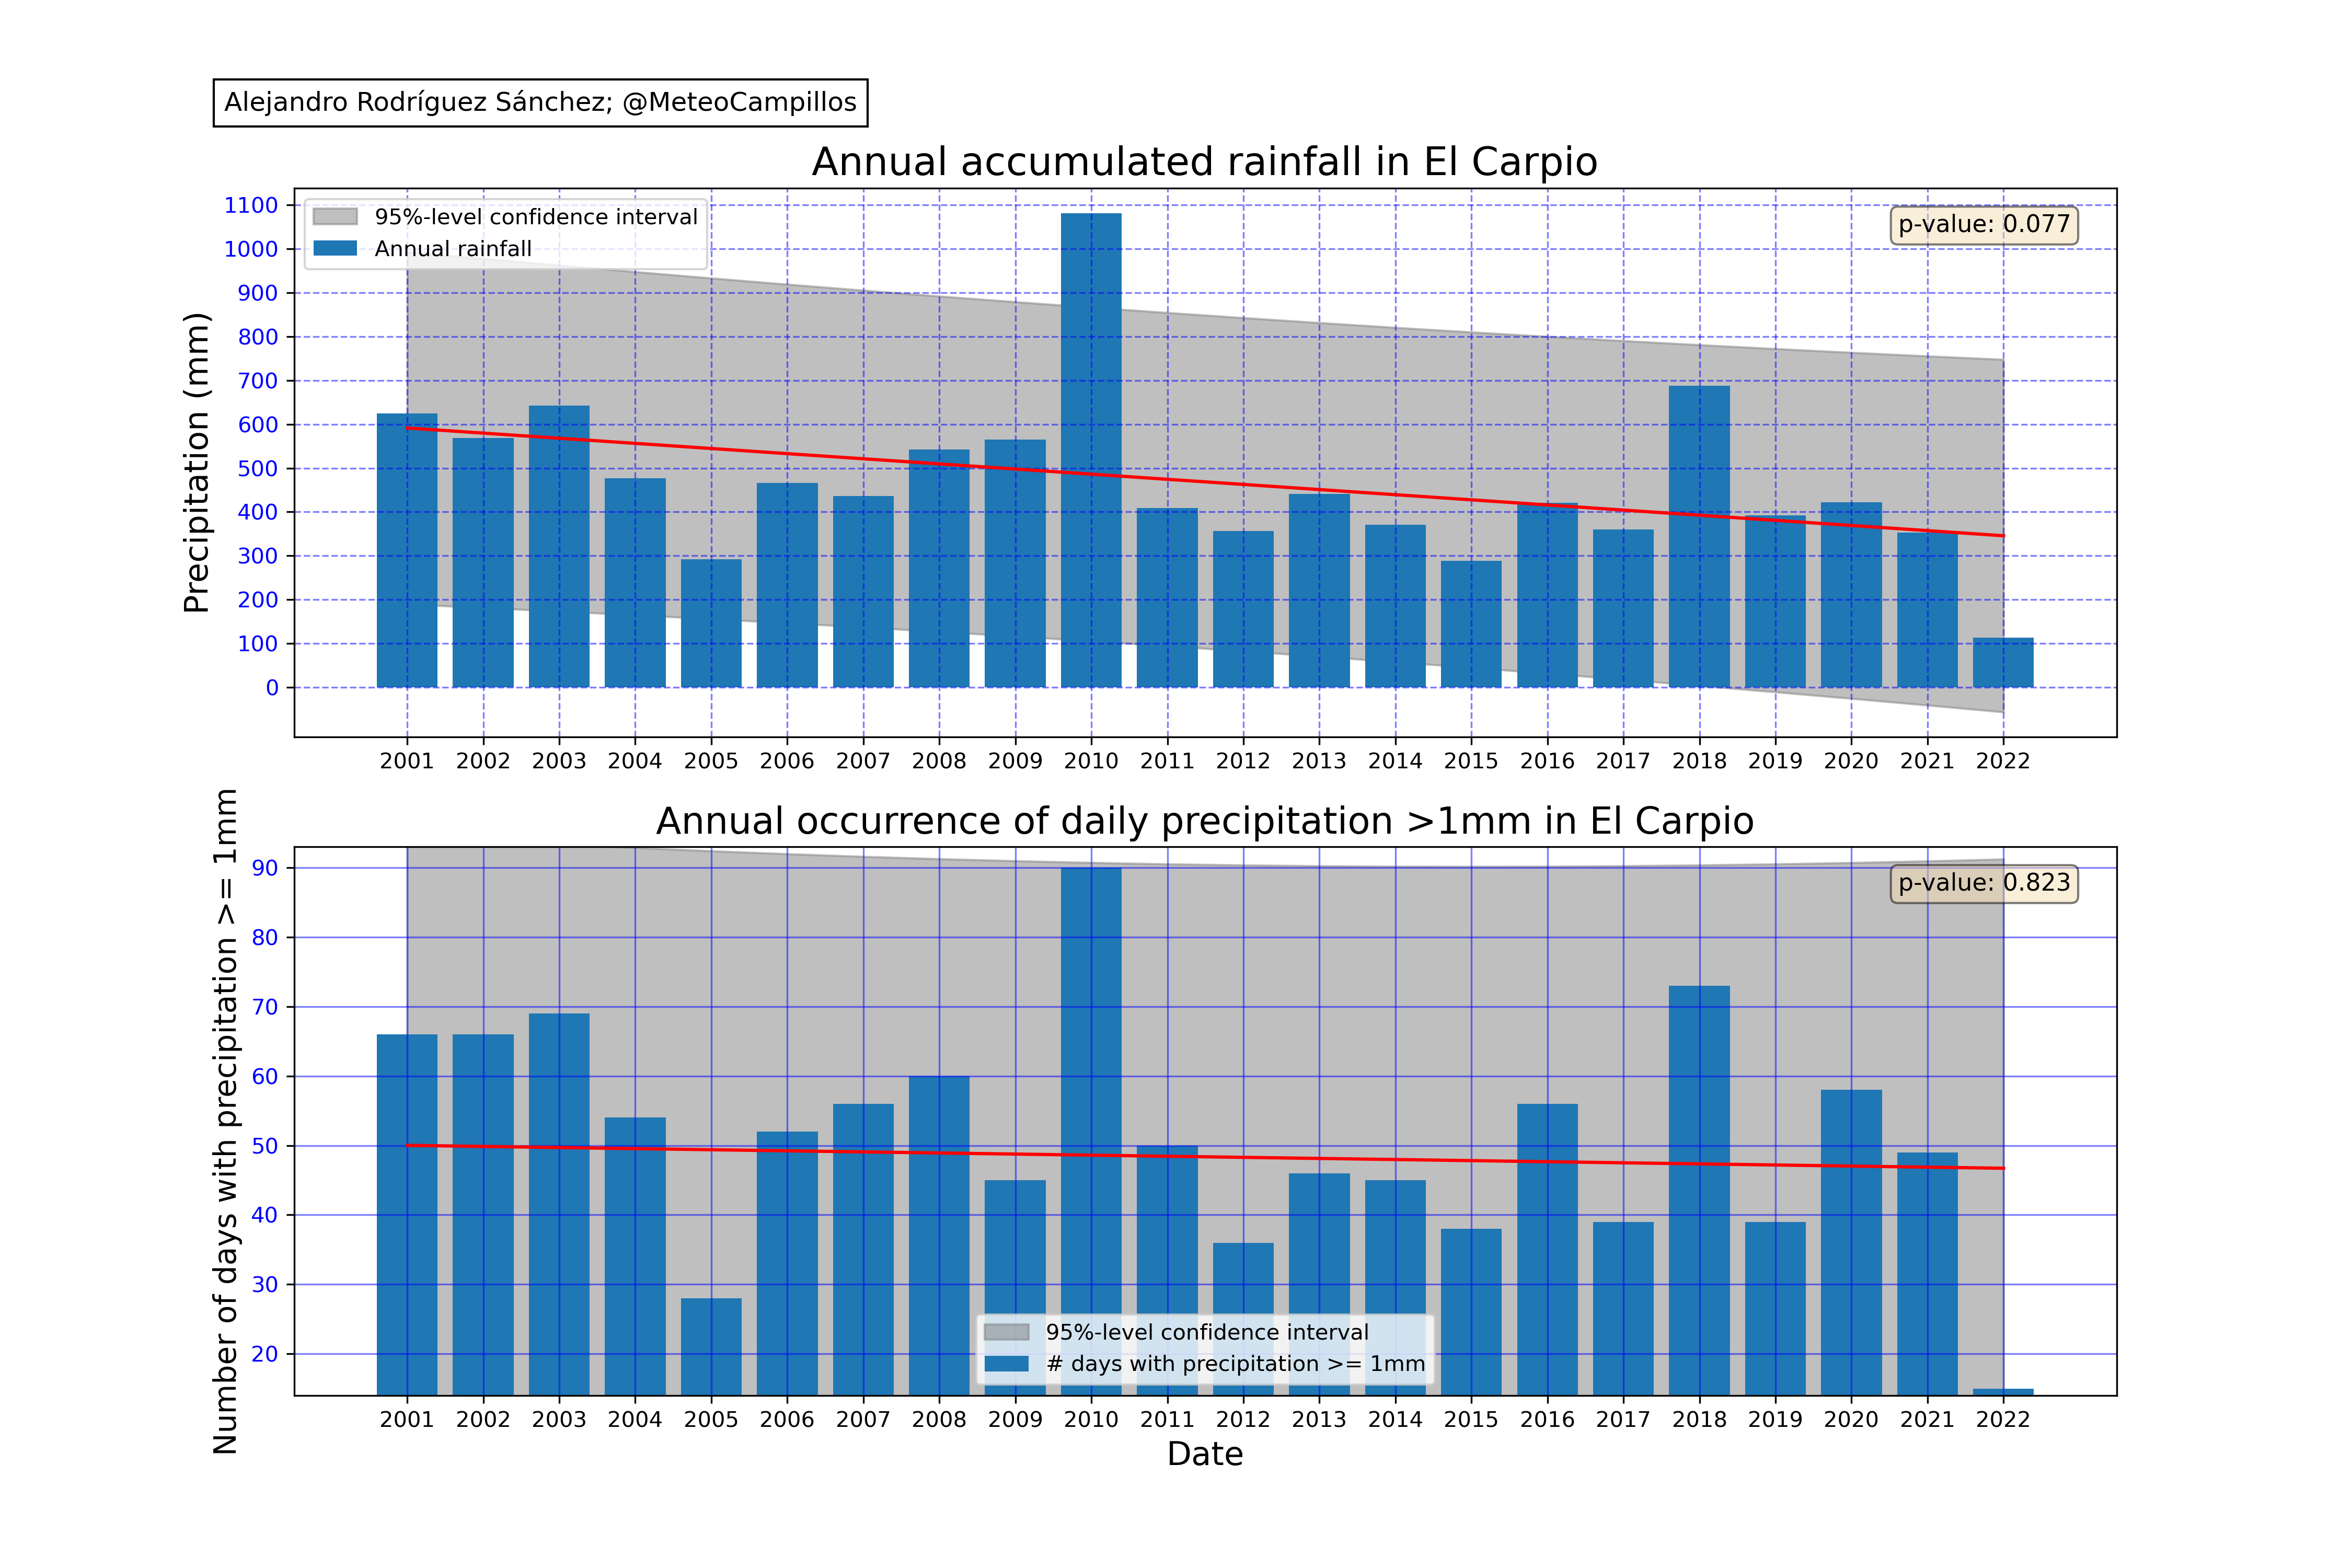 Alejandro Rodríguez Sánchez; @MeteoCampillos
Annual accumulated rainfall in El Carpio
Precipitation (mm)
1100
1000
900
800
700
600
500
400
300
200
100
0
95%-level confidence interval
Annual rainfall
p-value: 0.077
2001 2002 2003 2004 2005 2006 2007 2008 2009 2010 2011 2012 2013 2014 2015 2016 2017 2018 2019 2020 2021 2022
Annual occurrence of daily precipitation >1mm in El Carpio
Number of days with precipitation >= 1mm
90
80
70
60
50
40
30
20
p-value: 0.823
95%-level confidence interval
# days with precipitation >= 1mm
2001 2002 2003 2004 2005 2006 2007 2008 2009 2010 2011 2012 2013 2014 2015 2016 2017 2018 2019 2020 2021 2022
Date